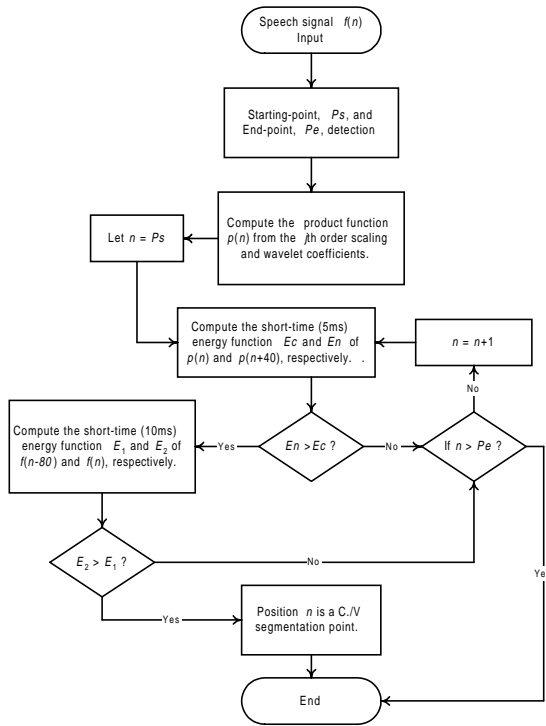 Speech signal f(n)
Input
Starting-point, Ps, and
End-point, Pe, detection
Compute the product function
p(n) from the jth order scaling
and wavelet coefficients.
Let n = Ps
Compute the short-time (5ms)
energy function Ec and En of
p(n) and p(n+40), respectively. .
n = n+1
No
Compute the short-time (10ms)
energy function E₁ and E₂ of
f(n-80) and f(n), respectively.
Yes
En >Ec ?
No
If n > Pe ?
E₂ > E₁ ?
No
Ye
Yes
Position n is a C./V
segmentation point.
End